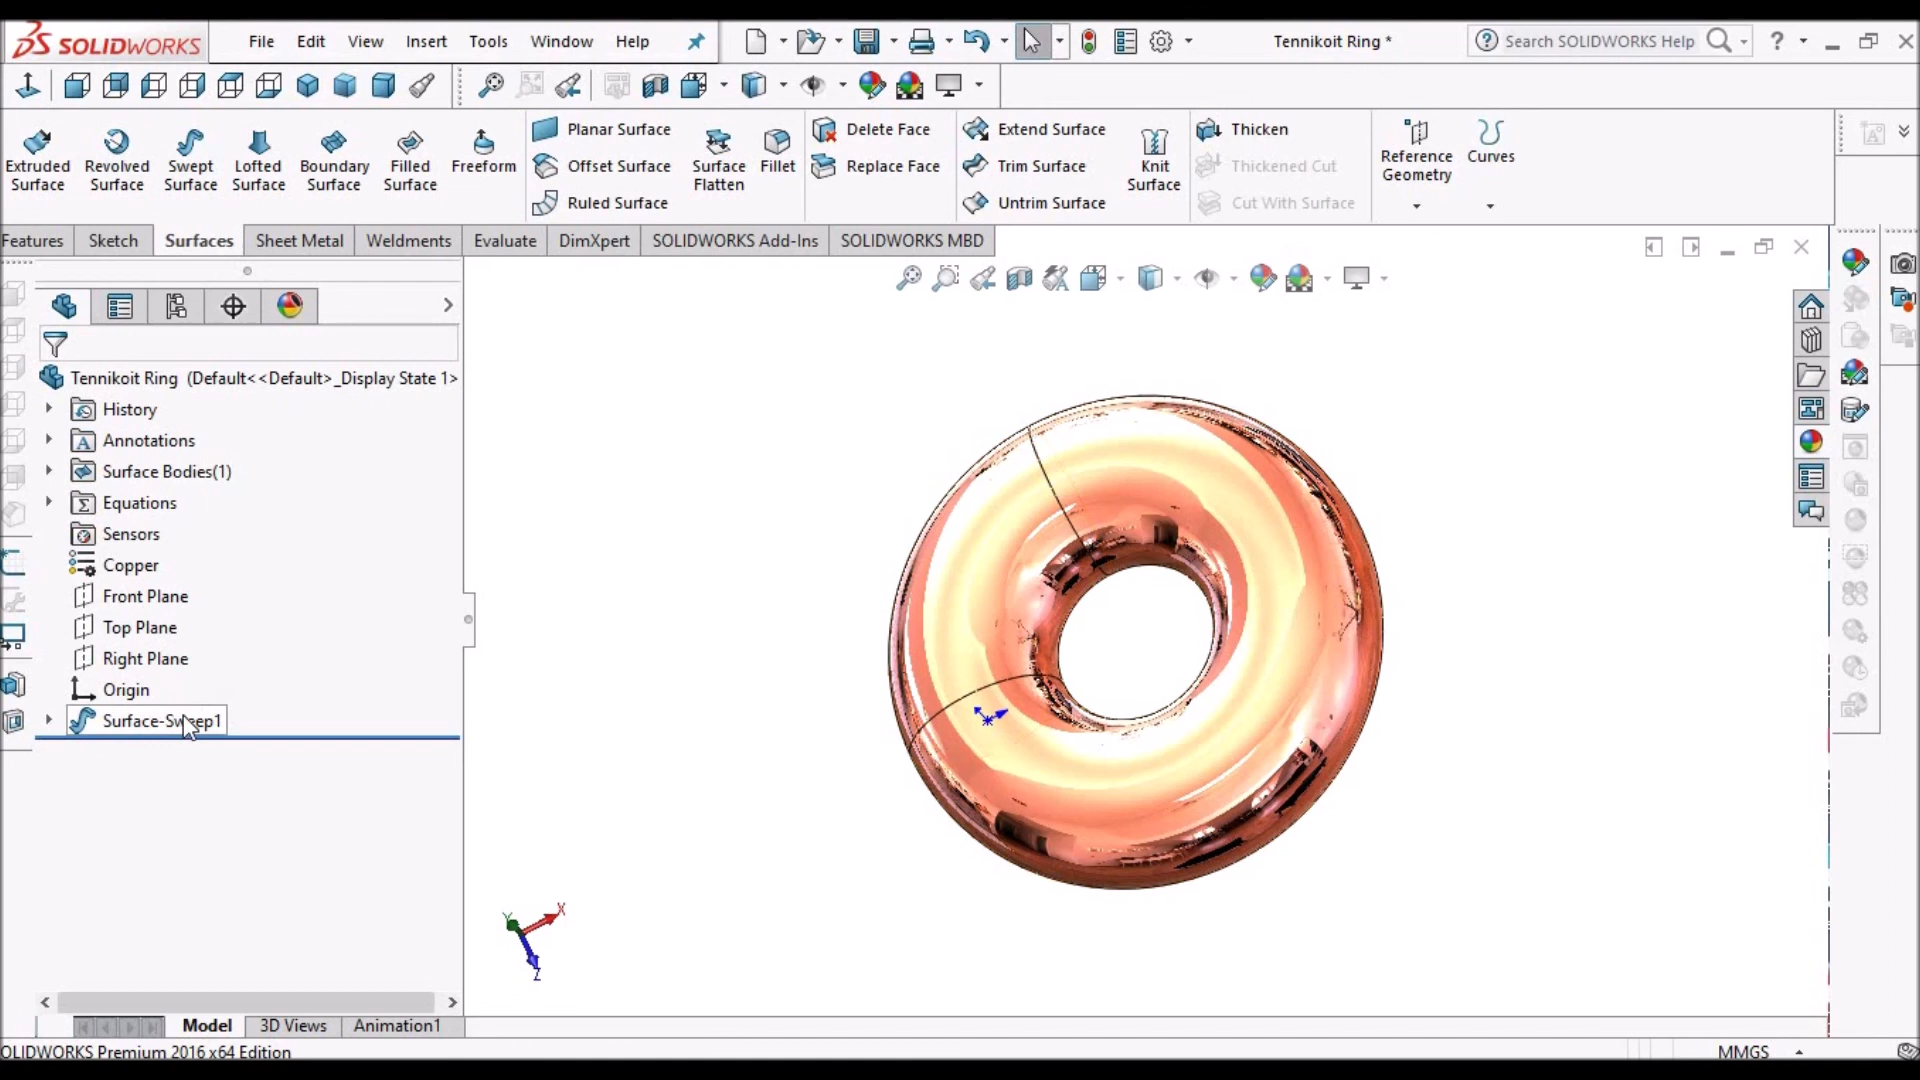 SOLIDWORKS File Edit View Insert Tools Window Help Tennikoit Ring * Search SOLIDWORKS Help ?
Extruded Surface
Revolved Surface
Swept Surface
Lofted Surface
Boundary Surface
Filled Surface
Freeform
Planar Surface
Offset Surface
Ruled Surface
Surface Flatten
Fillet
Delete Face
Replace Face
Extend Surface
Trim Surface
Untrim Surface
Knit Surface
Thicken
Thickened Cut
Cut With Surface
Reference Geometry
Curves
Features Sketch Surfaces Sheet Metal Weldments Evaluate DimXpert SOLIDWORKS Add-Ins SOLIDWORKS MBD
Tennikoit Ring (Default<<Default>_Display State 1>
History
Annotations
Surface Bodies(1)
Equations
Sensors
Copper
Front Plane
Top Plane
Right Plane
Origin
Surface-Sweep1
Y X
Z
Model 3D Views Animation1
OLIDWORKS Premium 2016 x64 Edition MMGS